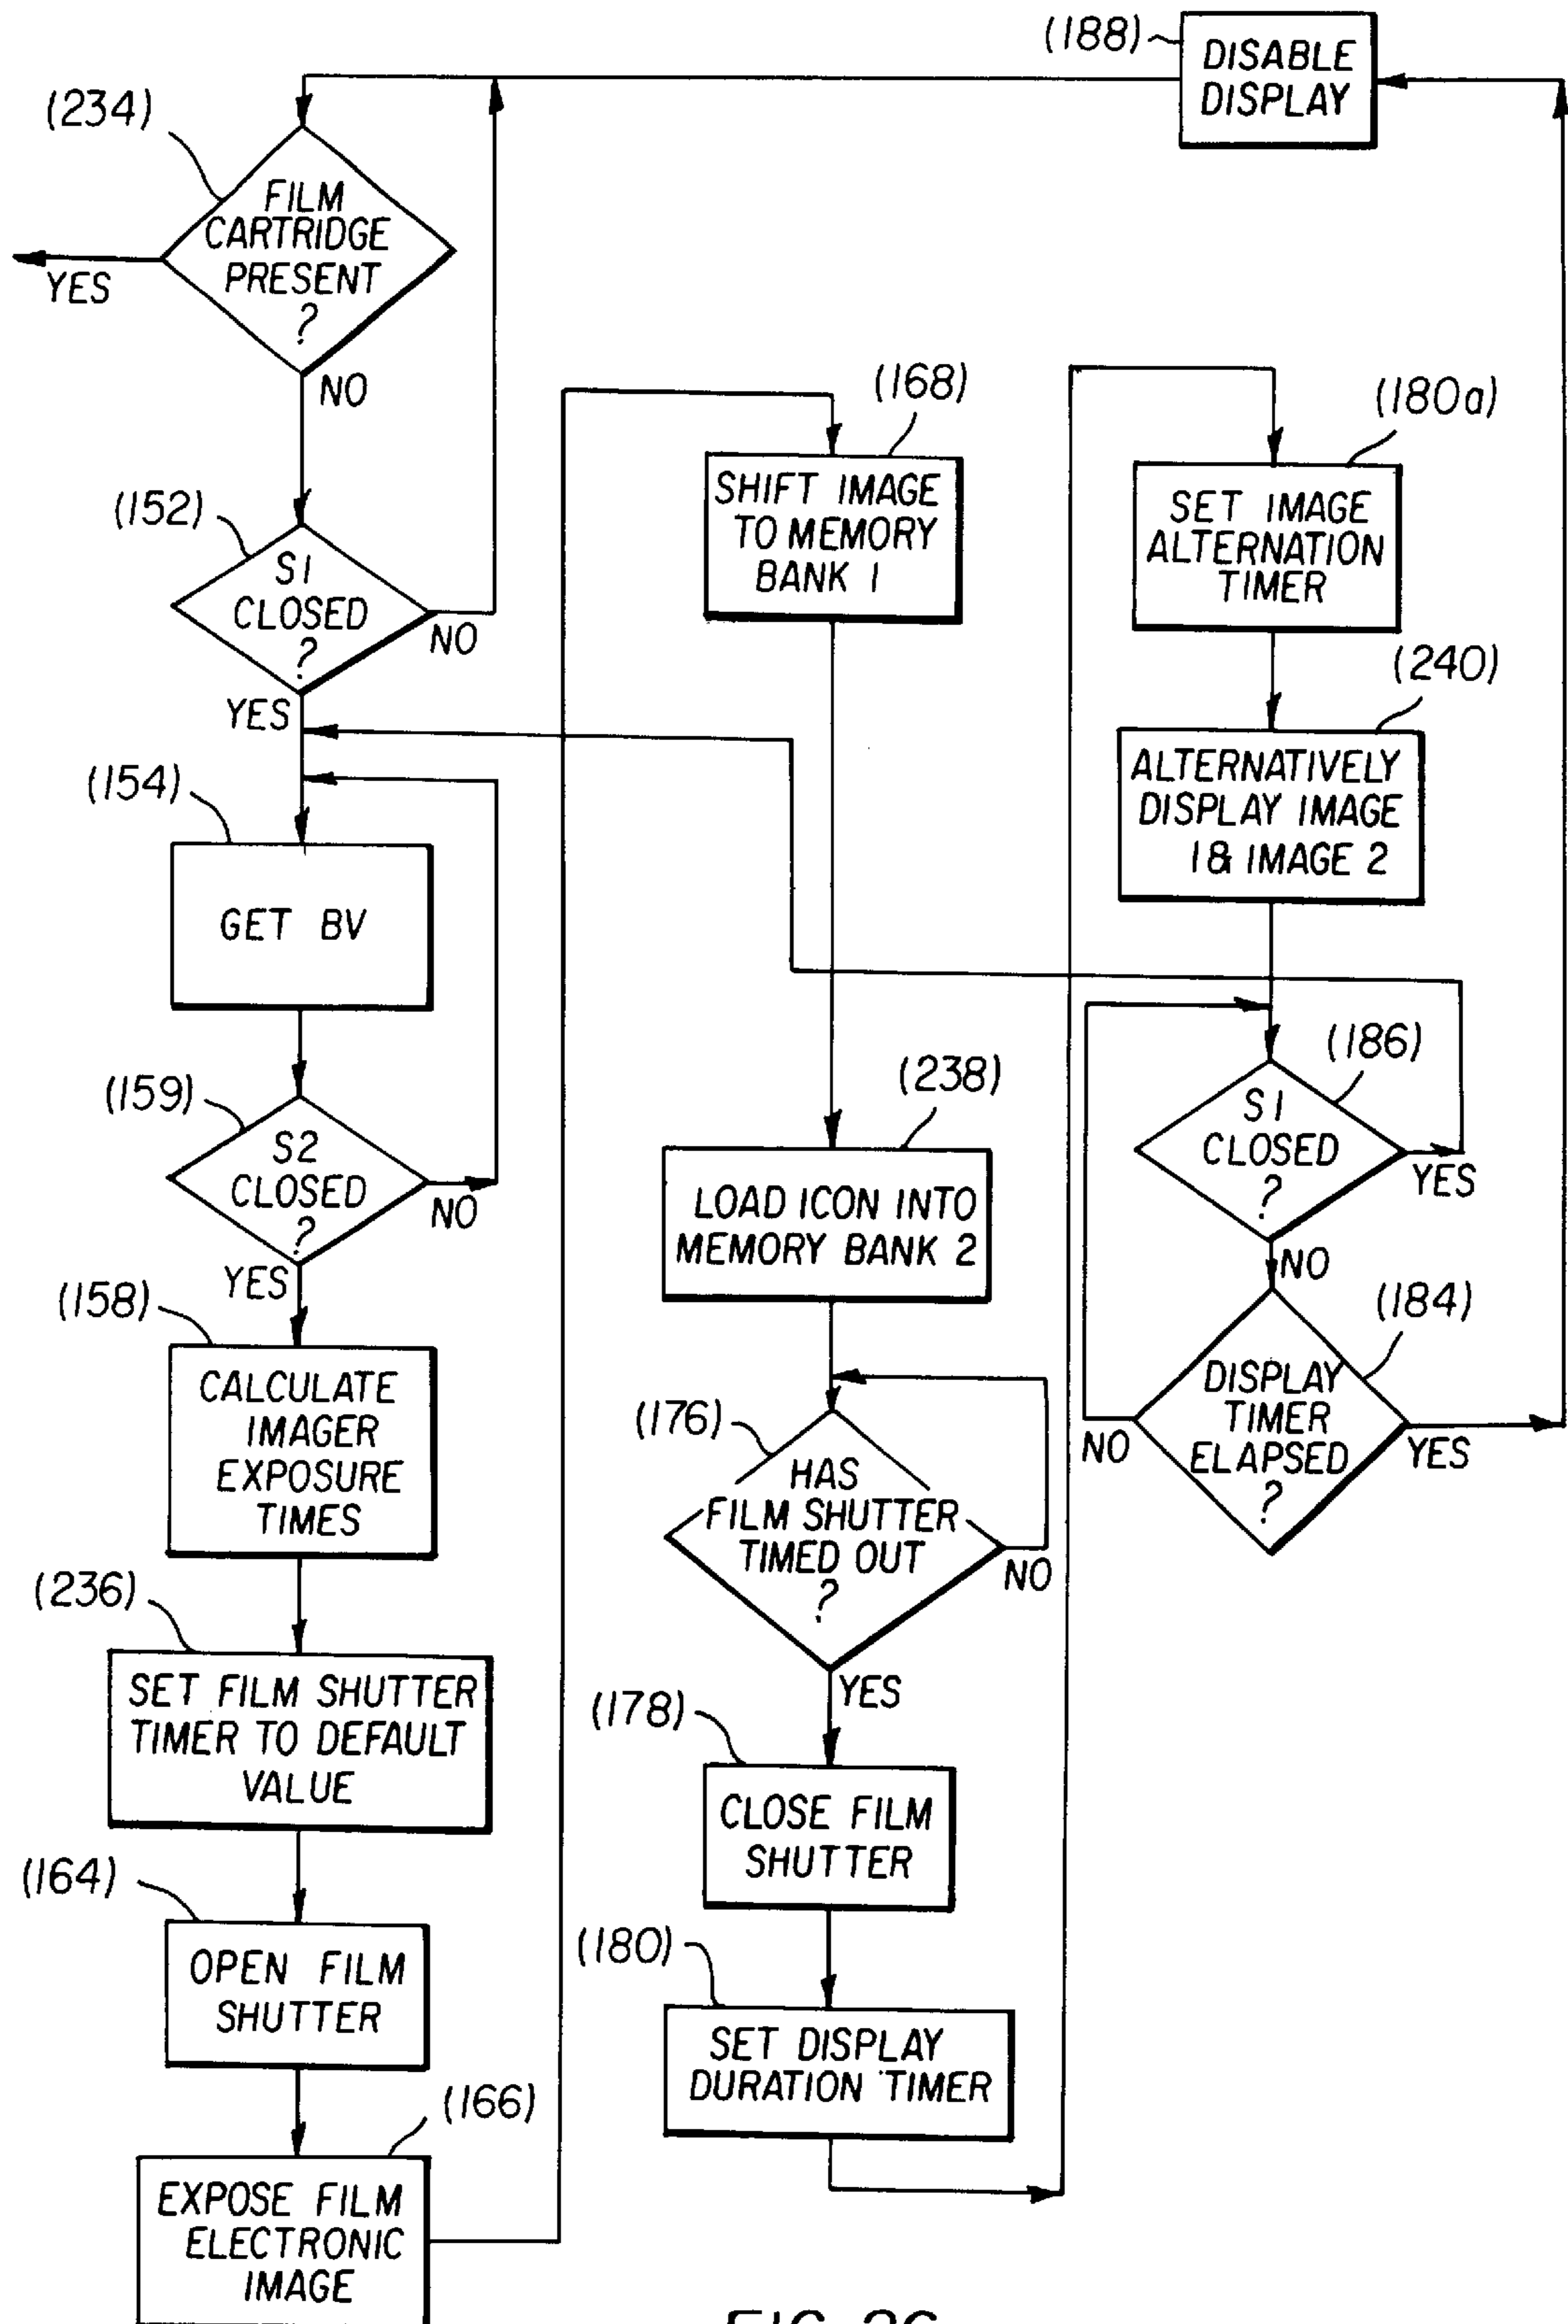 (188)
DISABLE
DISPLAY
(234)
FILM
CARTRIDGE
PRESENT
?
YES
NO
(152)
S1
CLOSED
?
NO
YES
(154)
GET BV
(159)
S2
CLOSED
?
NO
YES
(158)
CALCULATE
IMAGER
EXPOSURE
TIMES
(236)
SET FILM SHUTTER
TIMER TO DEFAULT
VALUE
(164)
OPEN FILM
SHUTTER
(166)
EXPOSE FILM
ELECTRONIC
IMAGE
(168)
SHIFT IMAGE
TO MEMORY
BANK 1
(238)
LOAD ICON INTO
MEMORY BANK 2
(176)
HAS
FILM SHUTTER
TIMED OUT
?
NO
YES
(178)
CLOSE FILM
SHUTTER
(180)
SET DISPLAY
DURATION TIMER
(180a)
SET IMAGE
ALTERNATION
TIMER
(240)
ALTERNATIVELY
DISPLAY IMAGE
1 & IMAGE 2
(186)
S1
CLOSED
?
YES
NO
(184)
DISPLAY
TIMER
ELAPSED
?
NO
YES